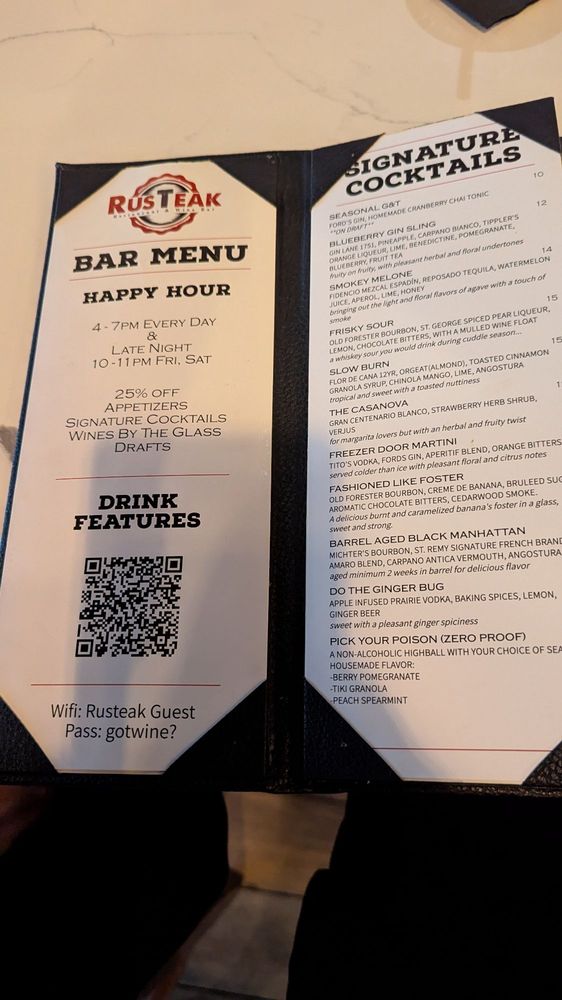 RUSTEAK
Restaurant & Wine Bar
BAR MENU
HAPPY HOUR
4 - 7PM EVERY DAY
&
LATE NIGHT
10 -11PM FRI, SAT
25% OFF
APPETIZERS
SIGNATURE COCKTAILS
WINES BY THE GLASS
DRAFTS
DRINK
FEATURES
Wifi: Rusteak Guest
Pass: gotwine?
SIGNATURE
COCKTAILS
SEASONAL G&T 10
FORD'S GIN, HOMEMADE CRANBERRY CHAI TONIC
**ON DRAFT**
BLUEBERRY GIN SLING 12
GIN LANE 1751, PINEAPPLE, CARPANO BIANCO, TIPPLER'S
ORANGE LIQUEUR, LIME, BENEDICTINE, POMEGRANATE,
BLUEBERRY, FRUIT TEA
fruity on fruity, with pleasant herbal and floral undertones
SMOKEY MELONE 14
FIDENCIO MEZCAL ESPADÍN, REPOSADO TEQUILA, WATERMELON
JUICE, APEROL, LIME, HONEY
bringing out the light and floral flavors of agave with a touch of
smoke
FRISKY SOUR 15
OLD FORESTER BOURBON, ST. GEORGE SPICED PEAR LIQUEUR,
LEMON, CHOCOLATE BITTERS, WITH A MULLED WINE FLOAT
a whiskey sour you would drink during cuddle season...
SLOW BURN 15
FLOR DE CANA 12YR, ORGEAT(ALMOND), TOASTED CINNAMON
GRANOLA SYRUP, CHINOLA MANGO, LIME, ANGOSTURA
tropical and sweet with a toasted nuttiness
THE CASANOVA 1
GRAN CENTENARIO BLANCO, STRAWBERRY HERB SHRUB,
VERJUS
for margarita lovers but with an herbal and fruity twist
FREEZER DOOR MARTINI
TITO'S VODKA, FORDS GIN, APERITIF BLEND, ORANGE BITTERS
served colder than ice with pleasant floral and citrus notes
FASHIONED LIKE FOSTER
OLD FORESTER BOURBON, CREME DE BANANA, BRULEED SUG
AROMATIC CHOCOLATE BITTERS, CEDARWOOD SMOKE.
A delicious burnt and caramelized banana's foster in a glass,
sweet and strong.
BARREL AGED BLACK MANHATTAN
MICHTER'S BOURBON, ST. REMY SIGNATURE FRENCH BRAND
AMARO BLEND, CARPANO ANTICA VERMOUTH, ANGOSTURA
aged minimum 2 weeks in barrel for delicious flavor
DO THE GINGER BUG
APPLE INFUSED PRAIRIE VODKA, BAKING SPICES, LEMON,
GINGER BEER
sweet with a pleasant ginger spiciness
PICK YOUR POISON (ZERO PROOF)
A NON-ALCOHOLIC HIGHBALL WITH YOUR CHOICE OF SEA
HOUSEMADE FLAVOR:
-BERRY POMEGRANATE
-TIKI GRANOLA
-PEACH SPEARMINT